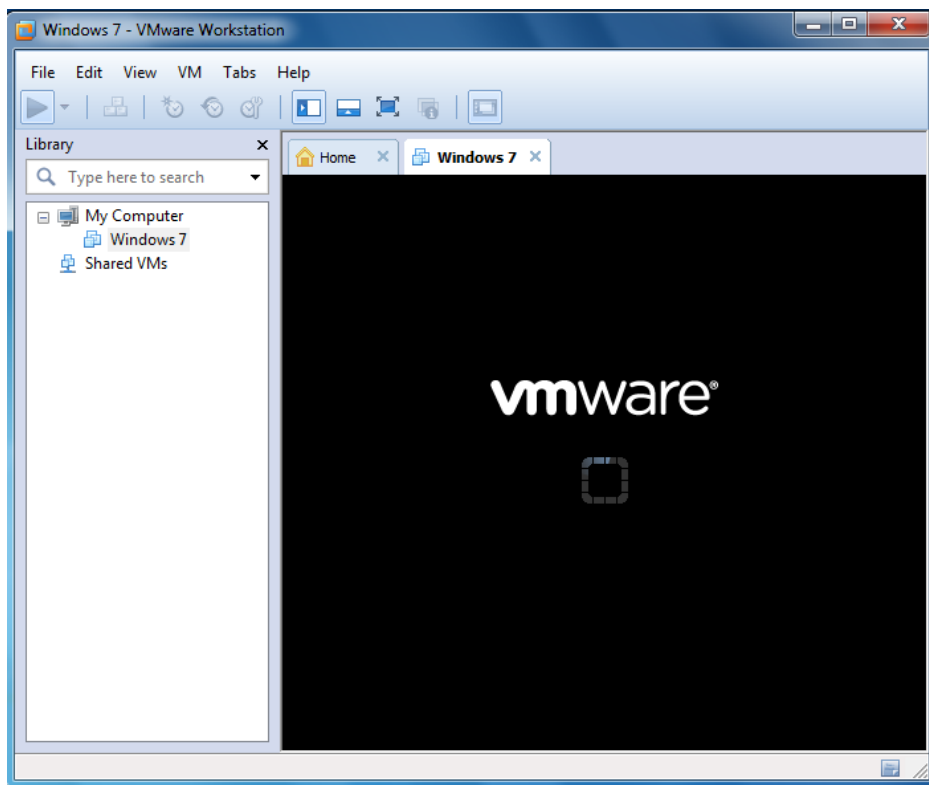 Windows 7 - VMware Workstation
File Edit View VM Tabs Help
Library
Type here to search
My Computer
Windows 7
Shared VMs
Home
Windows 7
vmware®